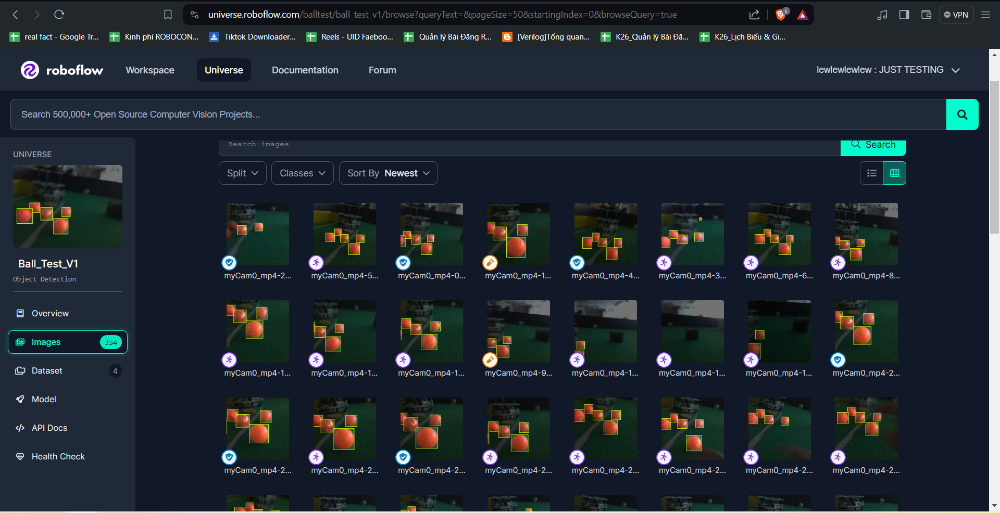 universe.roboflow.com/balltest/ball_test_v1/browse?queryText=&pageSize=50&startingIndex=0&browseQuery=true
6
VPN
real fact - Google Tr...
Kinh phí ROBOCON...
Tiktok Downloader...
Reels - UID Faeboo...
Quản lý Bài Đăng R...
[Verilog]Tổng quan...
K26_Quản lý Bài Đă...
K26_Lịch Biểu & Gi...
roboflow
Workspace
Universe
Documentation
Forum
lewlewlewlew : JUST TESTING
Search 500,000+ Open Source Computer Vision Projects...
UNIVERSE
Ball_Test_V1
Object Detection
Overview
Images 354
Dataset 4
Model
API Docs
Health Check
Search images
Search
Split
Classes
Sort By Newest
myCam0_mp4-2...
myCam0_mp4-5...
myCam0_mp4-0...
myCam0_mp4-1...
myCam0_mp4-4...
myCam0_mp4-3...
myCam0_mp4-6...
myCam0_mp4-8...
myCam0_mp4-1...
myCam0_mp4-1...
myCam0_mp4-1...
myCam0_mp4-9...
myCam0_mp4-1...
myCam0_mp4-1...
myCam0_mp4-1...
myCam0_mp4-2...
myCam0_mp4-2...
myCam0_mp4-2...
myCam0_mp4-2...
myCam0_mp4-2...
myCam0_mp4-2...
myCam0_mp4-2...
myCam0_mp4-2...
myCam0_mp4-2...